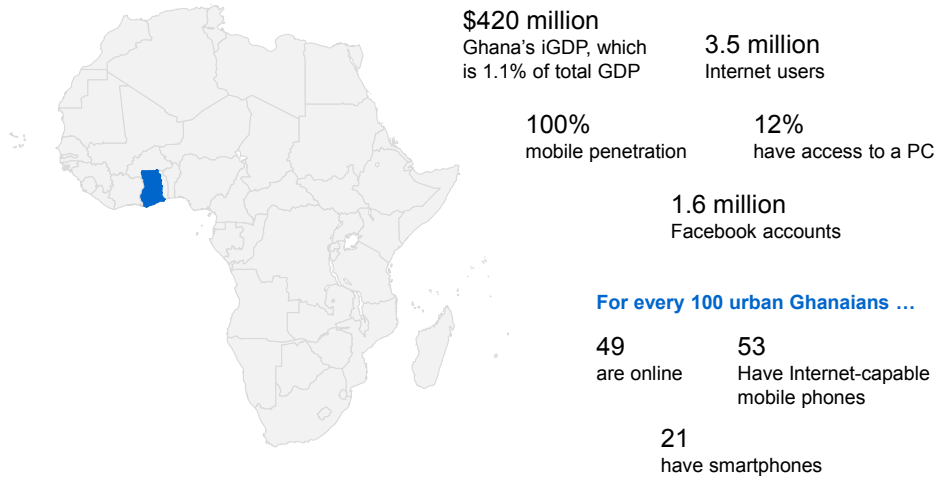 $420 million
Ghana’s iGDP, which
is 1.1% of total GDP
3.5 million
Internet users
100%
mobile penetration
12%
have access to a PC
1.6 million
Facebook accounts
For every 100 urban Ghanaians …
49
are online
53
Have Internet-capable
mobile phones
21
have smartphones